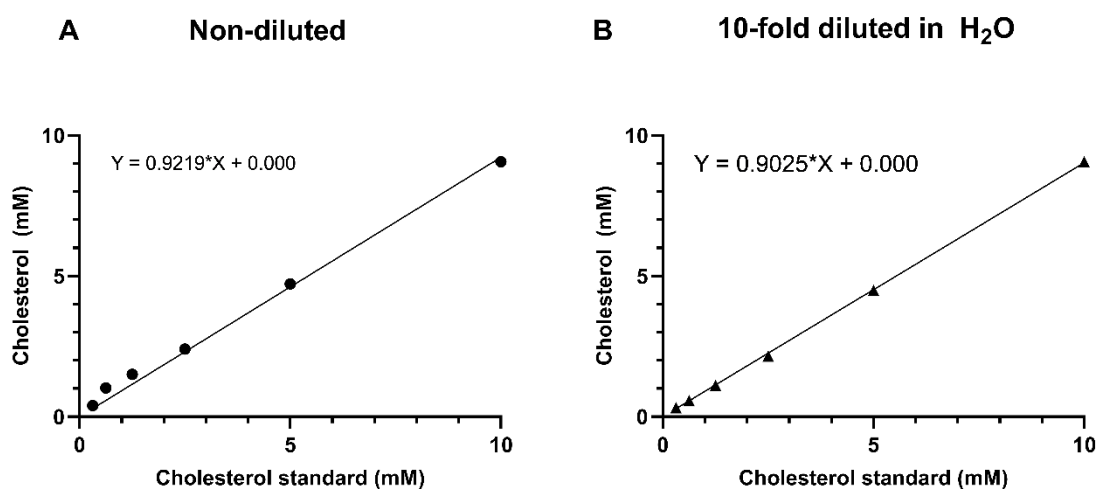 A Non-diluted
Y = 0.9219*X + 0.000
Cholesterol (mM)
10
5
0
0 5 10
Cholesterol standard (mM)
B 10-fold diluted in H₂O
Y = 0.9025*X + 0.000
Cholesterol (mM)
10
5
0
0 5 10
Cholesterol standard (mM)